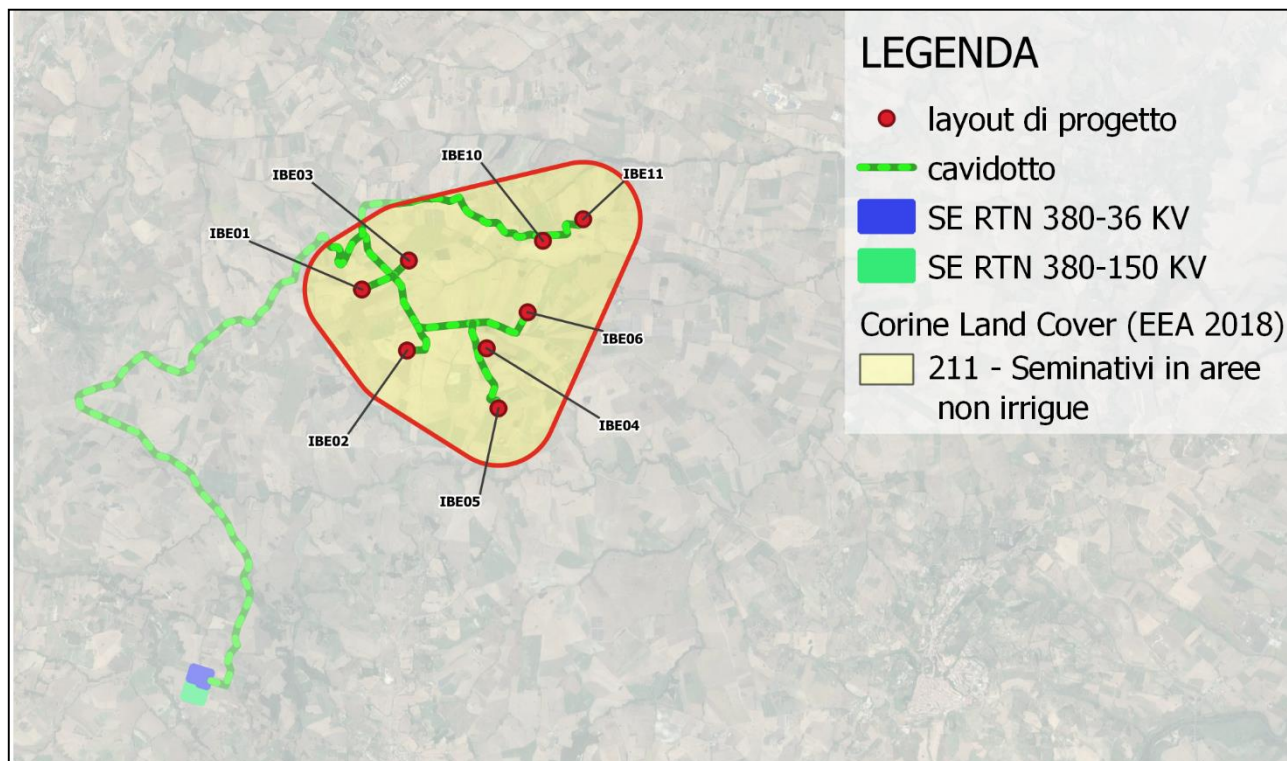 LEGENDA
layout di progetto
cavidotto
SE RTN 380-36 KV
SE RTN 380-150 KV
Corine Land Cover (EEA 2018)
211 - Seminativi in aree
non irrigue
IBE10
IBE11
IBE03
IBE01
IBE06
IBE04
IBE02
IBE05